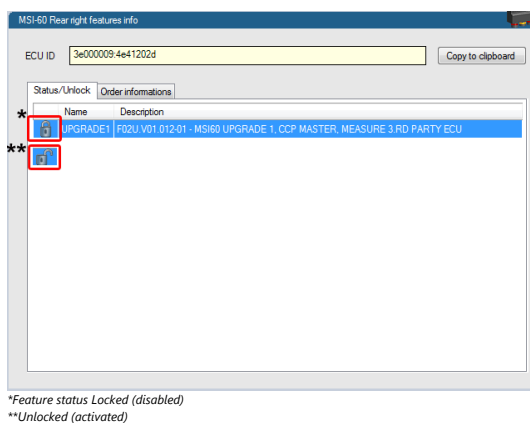 MSI-60 Rear right features info
ECU ID 3e000009:4e41202d Copy to clipboard
Status/Unlock Order informations
Name Description
* UPGRADE1 F02U.V01.012-01 - MSI60 UPGRADE 1, CCP MASTER, MEASURE 3.RD PARTY ECU
**
*Feature status Locked (disabled)
**Unlocked (activated)